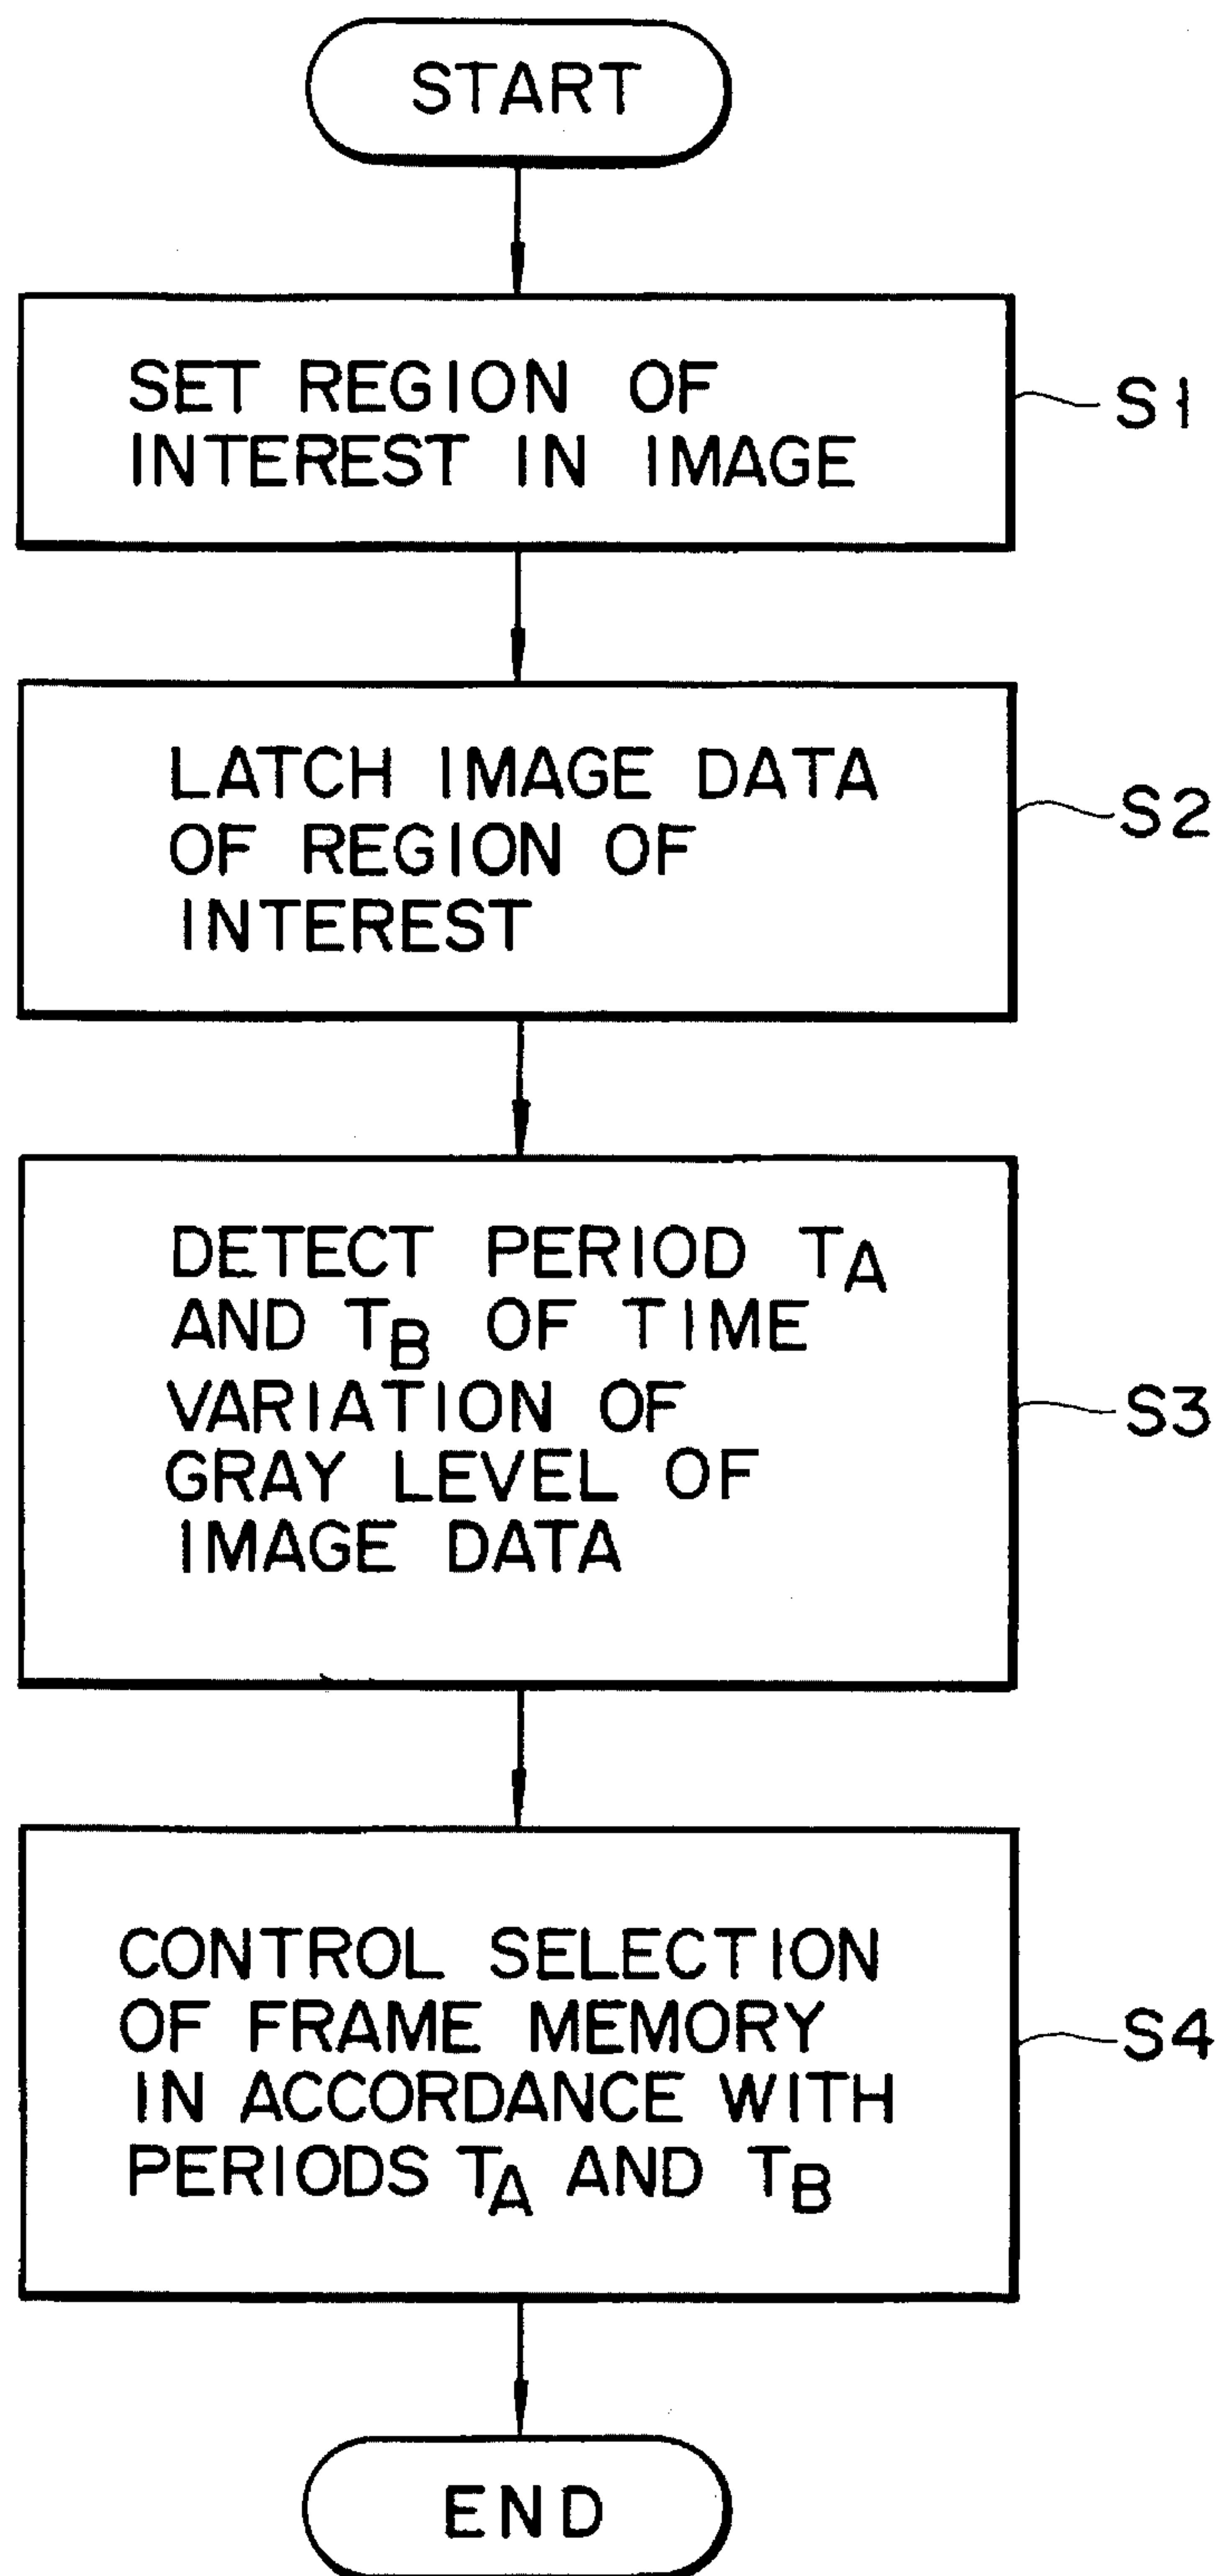 START
SET REGION OF
INTEREST IN IMAGE
S1
LATCH IMAGE DATA
OF REGION OF
INTEREST
S2
DETECT PERIOD TA
AND TB OF TIME
VARIATION OF
GRAY LEVEL OF
IMAGE DATA
S3
CONTROL SELECTION
OF FRAME MEMORY
IN ACCORDANCE WITH
PERIODS TA AND TB
S4
END